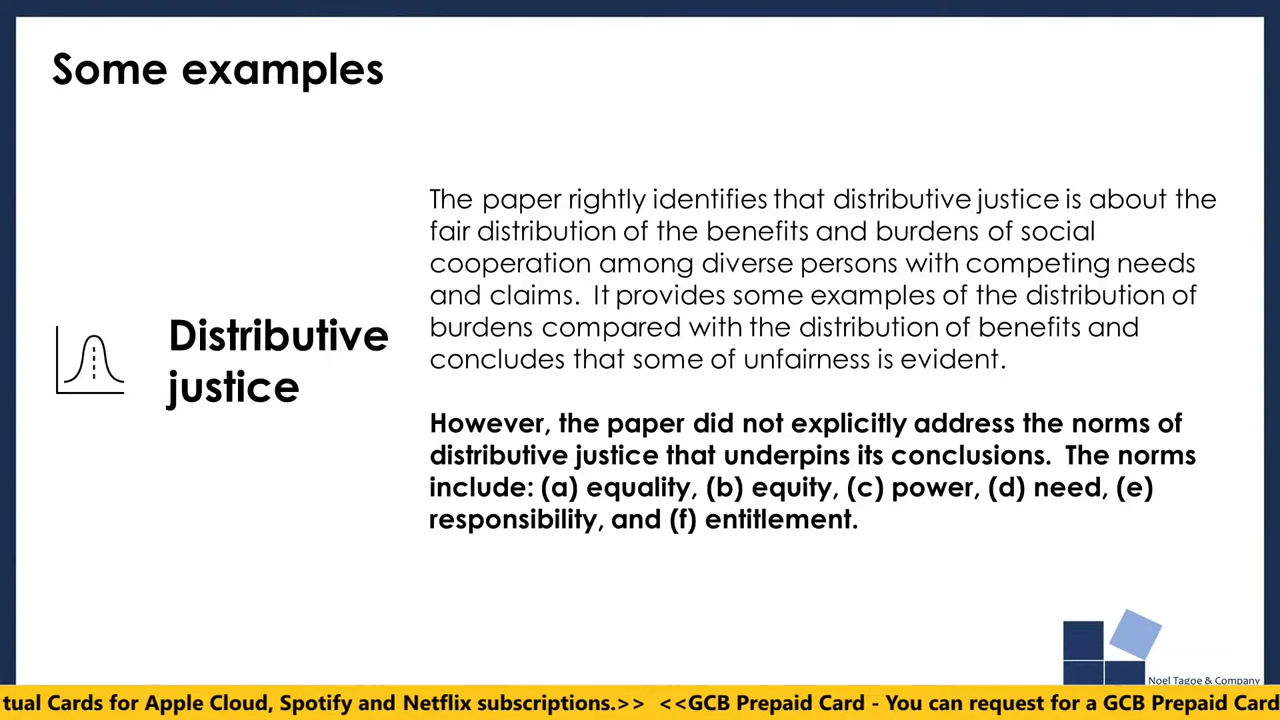 Some examples
Distributive
justice
The paper rightly identifies that distributive justice is about the
fair distribution of the benefits and burdens of social
cooperation among diverse persons with competing needs
and claims.  It provides some examples of the distribution of
burdens compared with the distribution of benefits and
concludes that some of unfairness is evident.
However, the paper did not explicitly address the norms of
distributive justice that underpins its conclusions.  The norms
include: (a) equality, (b) equity, (c) power, (d) need, (e)
responsibility, and (f) entitlement.
Noel Tagoe & Company
tual Cards for Apple Cloud, Spotify and Netflix subscriptions.>>  <<GCB Prepaid Card - You can request for a GCB Prepaid Card